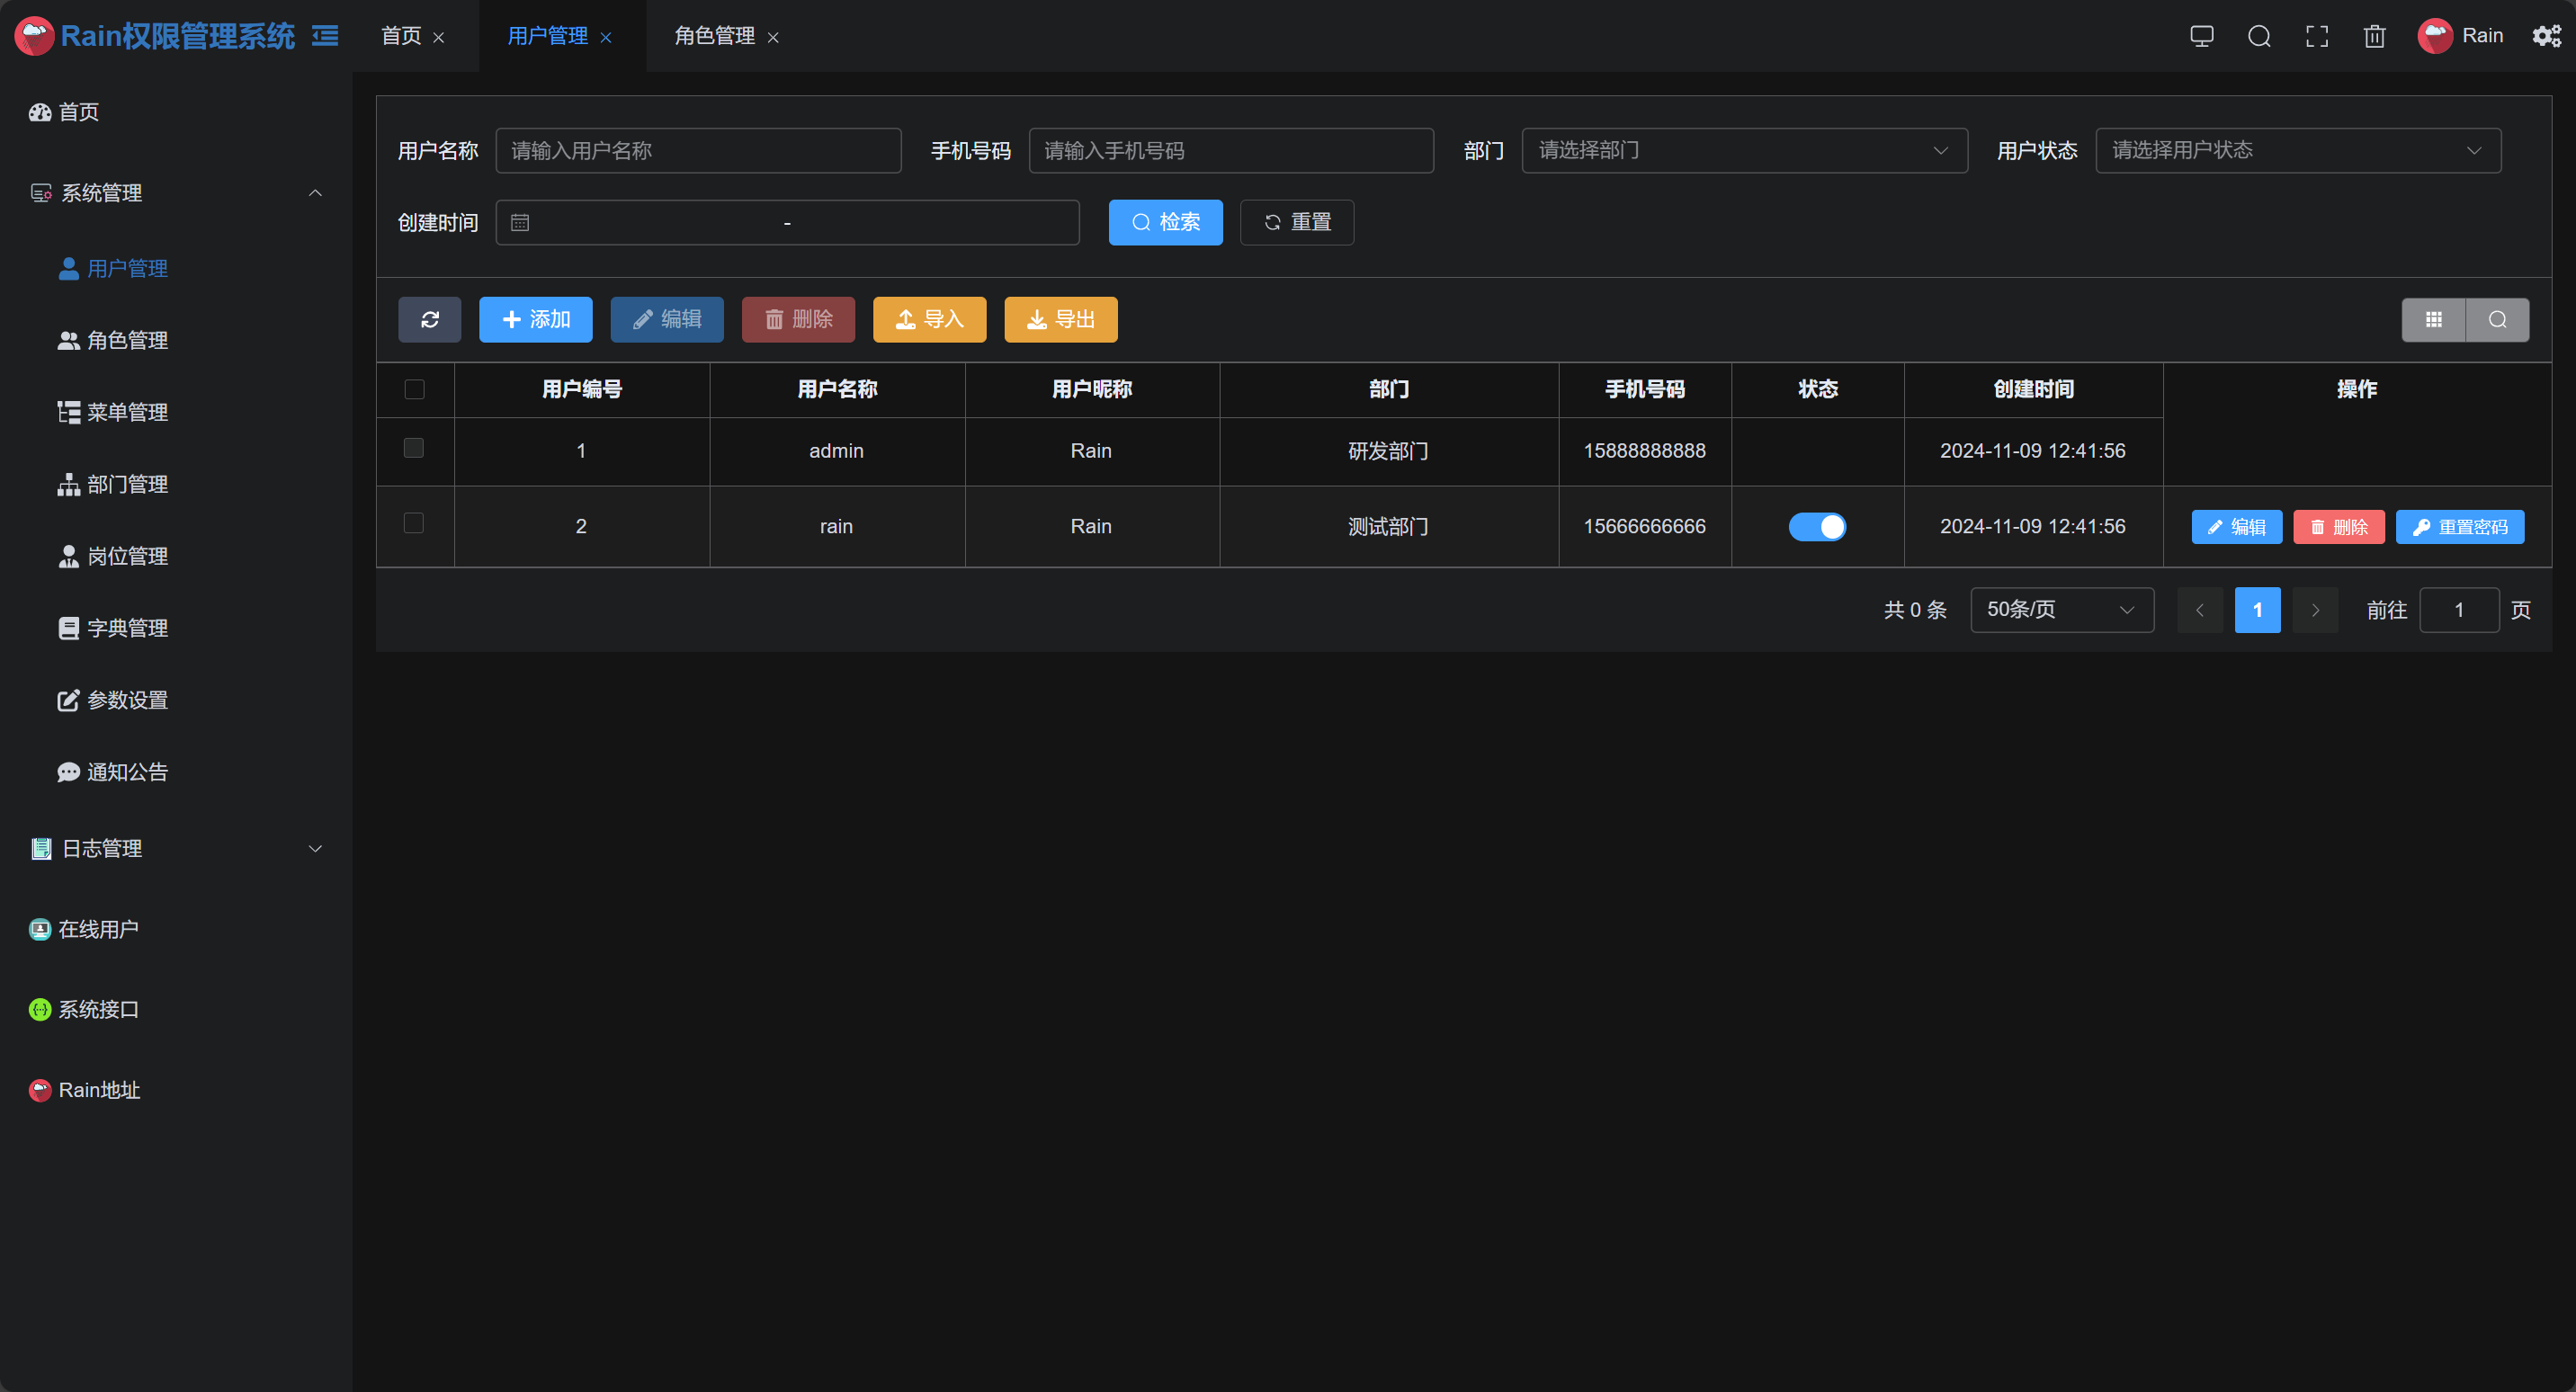 Rain权限管理系统
首页
用户管理
角色管理
Rain
首页
系统管理
用户管理
角色管理
菜单管理
部门管理
岗位管理
字典管理
参数设置
通知公告
日志管理
在线用户
系统接口
Rain地址
用户名称 请输入用户名称 手机号码 请输入手机号码 部门 请选择部门 用户状态 请选择用户状态
创建时间 - 检索 重置
添加 编辑 删除 导入 导出
用户编号 用户名称 用户昵称 部门 手机号码 状态 创建时间 操作
1 admin Rain 研发部门 15888888888 2024-11-09 12:41:56
2 rain Rain 测试部门 15666666666 2024-11-09 12:41:56 编辑 删除 重置密码
共 0 条 50条/页 1 前往 1 页